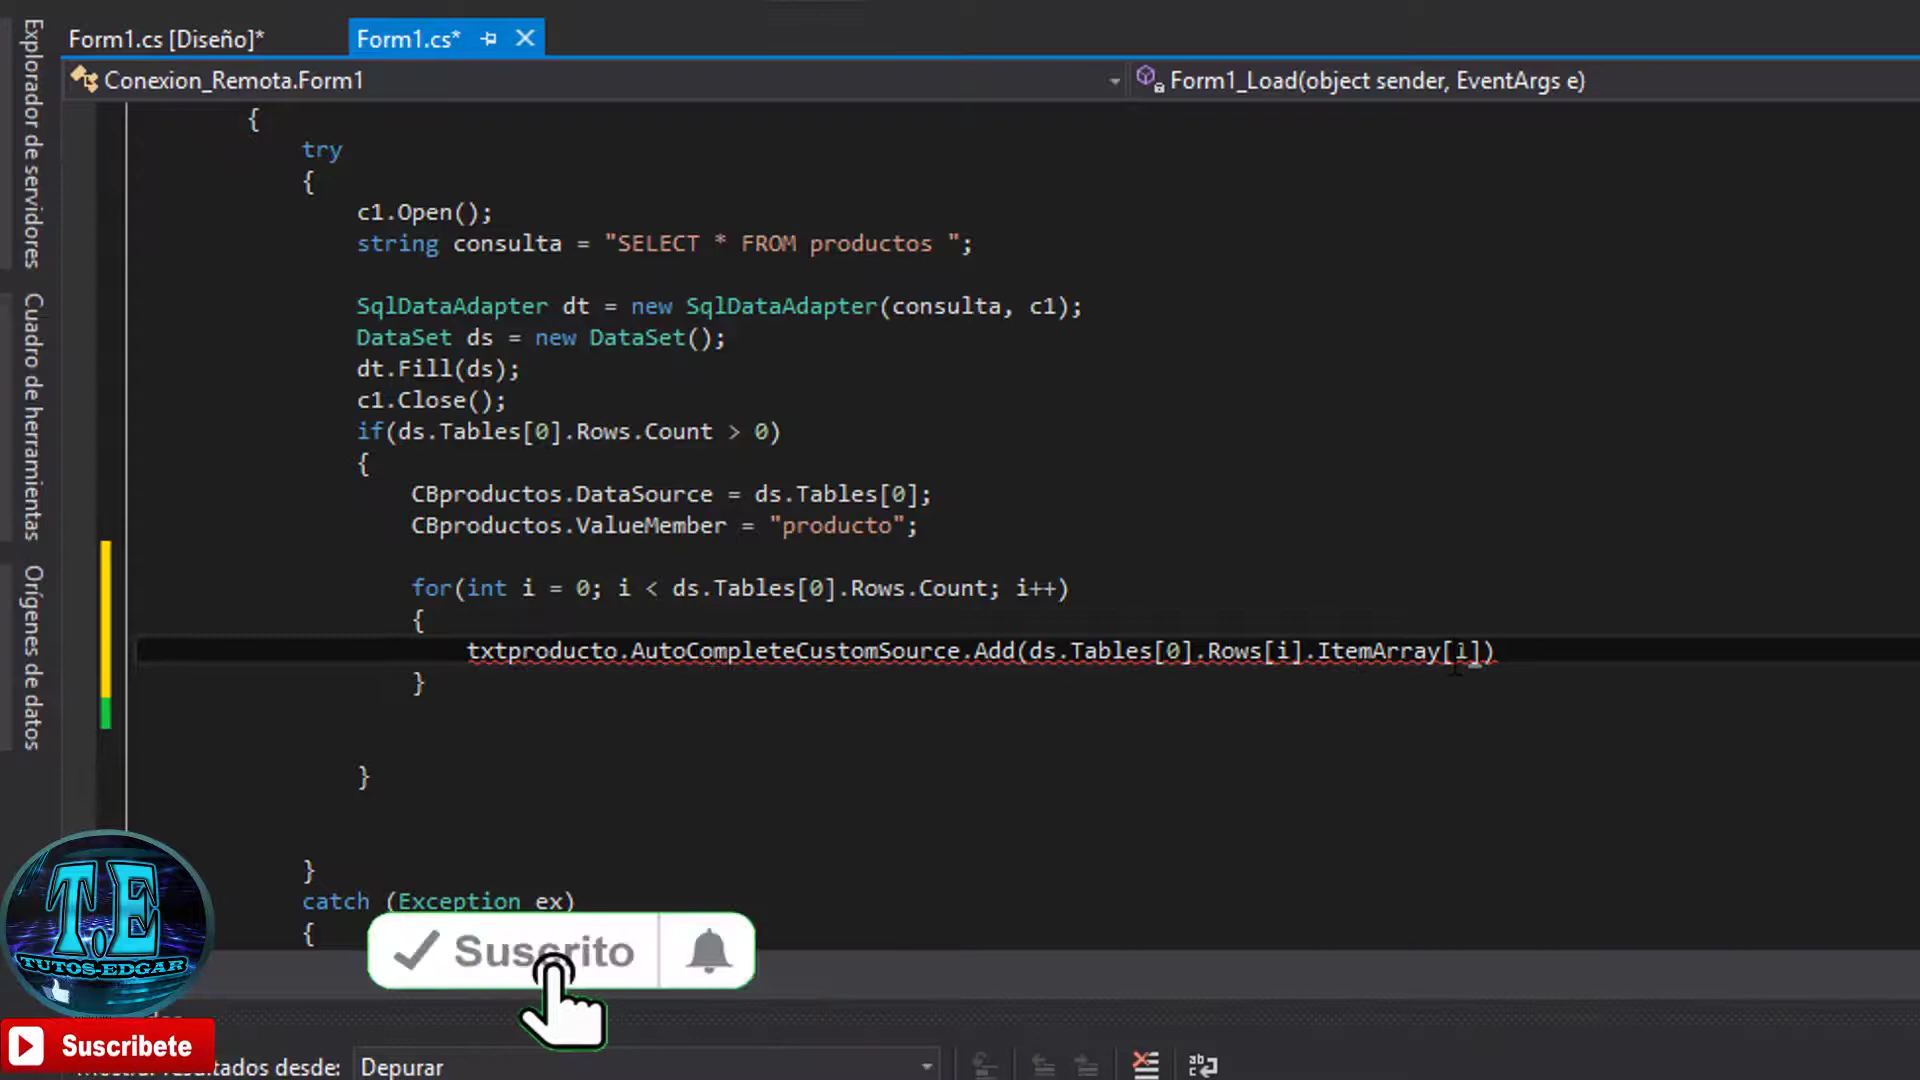 Form1.cs [Diseño]*
Form1.cs*
Conexion_Remota.Form1
Form1_Load(object sender, EventArgs e)
Explorador de servidores
Cuadro de herramientas
Orígenes de datos
{
try
{
c1.Open();
string consulta = "SELECT * FROM productos ";
SqlDataAdapter dt = new SqlDataAdapter(consulta, c1);
DataSet ds = new DataSet();
dt.Fill(ds);
c1.Close();
if(ds.Tables[0].Rows.Count > 0)
{
CBproductos.DataSource = ds.Tables[0];
CBproductos.ValueMember = "producto";
for(int i = 0; i < ds.Tables[0].Rows.Count; i++)
{
txtproducto.AutoCompleteCustomSource.Add(ds.Tables[0].Rows[i].ItemArray[i])
}
}
}
catch (Exception ex)
{
T.E
TUTOS-EDGAR
Suscrito
Suscribete
resultados desde:
Depurar